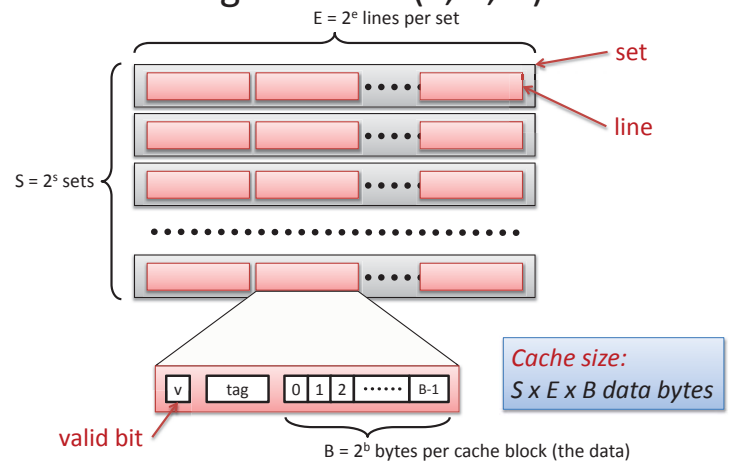 E = 2ᵉ lines per set
set
line
S = 2ˢ sets
v
tag
0 1 2 •••••• B-1
Cache size:
S x E x B data bytes
valid bit
B = 2ᵇ bytes per cache block (the data)